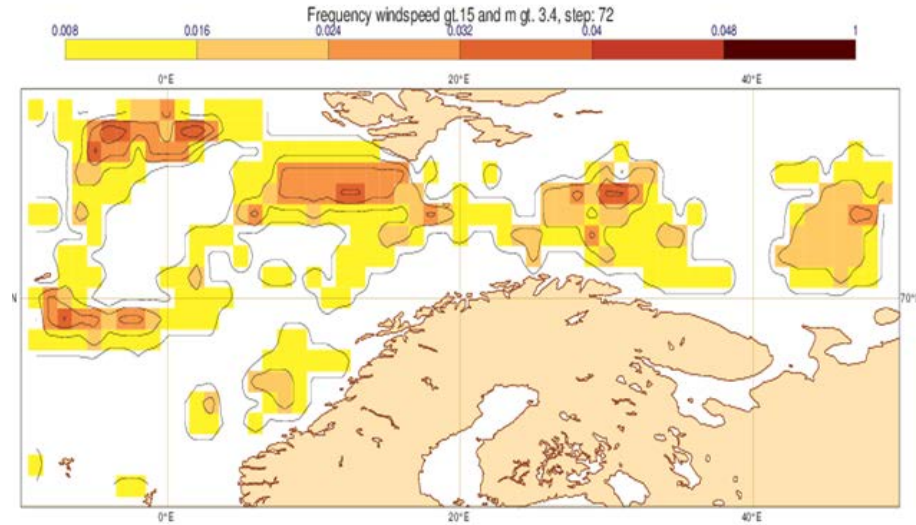 Frequency windspeed gt.15 and m gt. 3.4, step: 72
0.008 0.016 0.024 0.032 0.04 0.048 1
0°E 20°E 40°E
N 70°
0°E 20°E 40°E